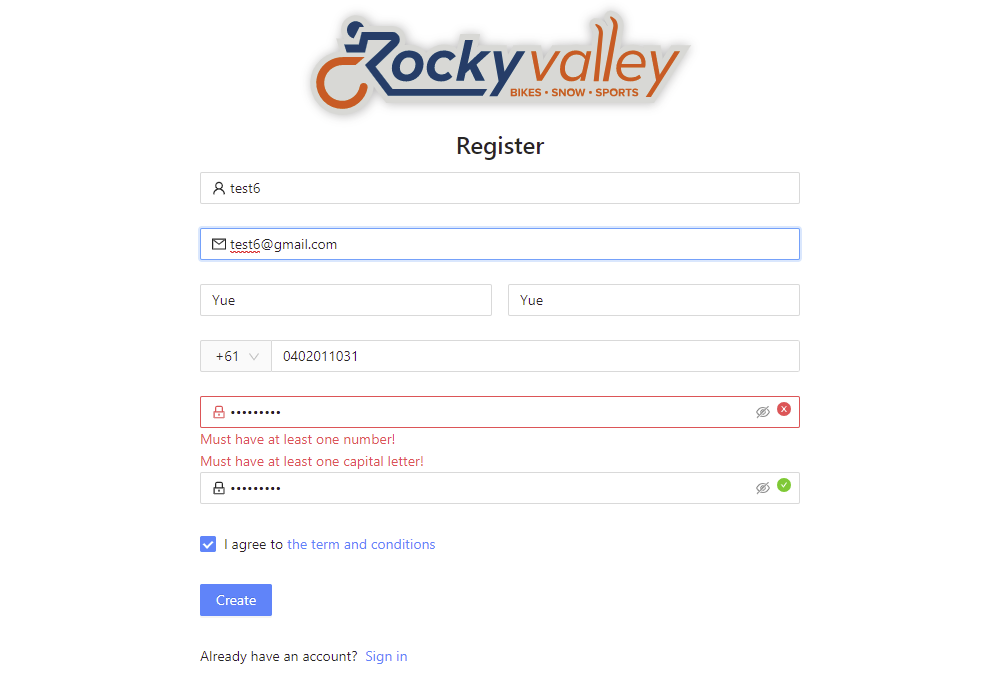 Rockyvalley
BIKES • SNOW • SPORTS
Register
test6
test6@gmail.com
Yue Yue
+61 0402011031
•••••••••
Must have at least one number!
Must have at least one capital letter!
•••••••••
I agree to the term and conditions
Create
Already have an account? Sign in